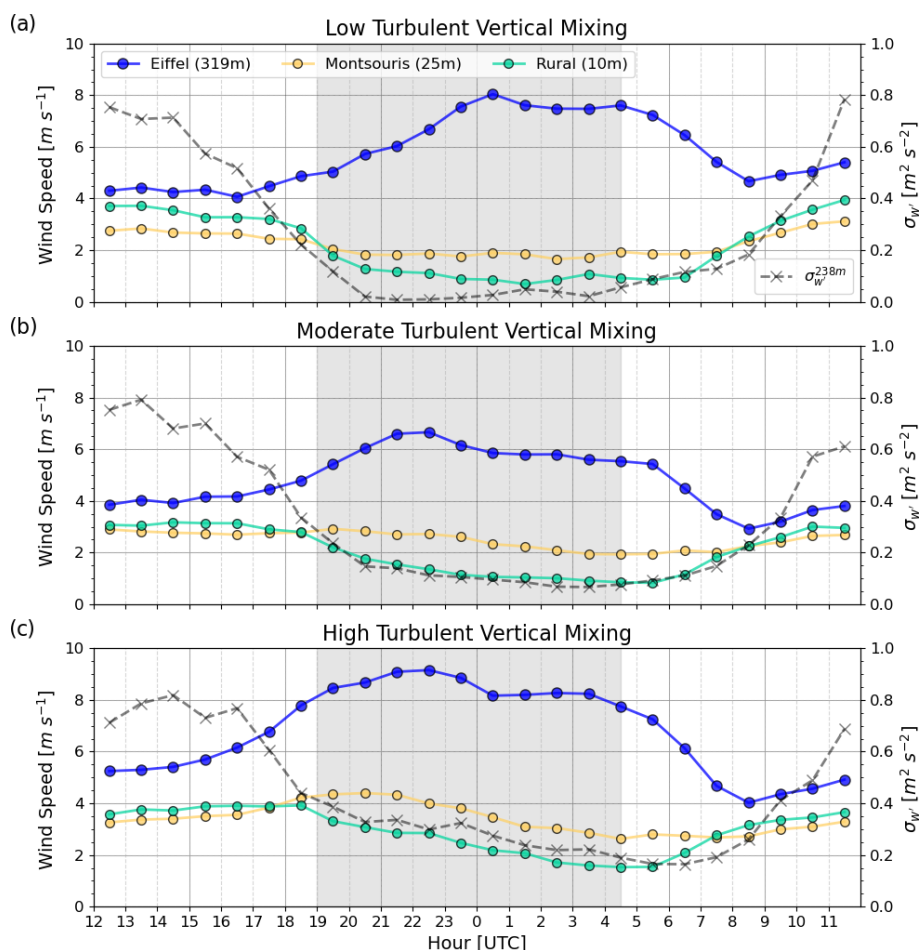 (a)
Low Turbulent Vertical Mixing
10
8
6
4
2
0
Wind Speed [m s⁻¹]
Eiffel (319m) Montsouris (25m) Rural (10m)
1.0
0.8
0.6
0.4
0.2
0.0
σ_w' [m² s⁻²]
σ_w'^238m
(b)
Moderate Turbulent Vertical Mixing
10
8
6
4
2
0
Wind Speed [m s⁻¹]
1.0
0.8
0.6
0.4
0.2
0.0
σ_w' [m² s⁻²]
(c)
High Turbulent Vertical Mixing
10
8
6
4
2
0
Wind Speed [m s⁻¹]
1.0
0.8
0.6
0.4
0.2
0.0
σ_w' [m² s⁻²]
12 13 14 15 16 17 18 19 20 21 22 23 0 1 2 3 4 5 6 7 8 9 10 11
Hour [UTC]